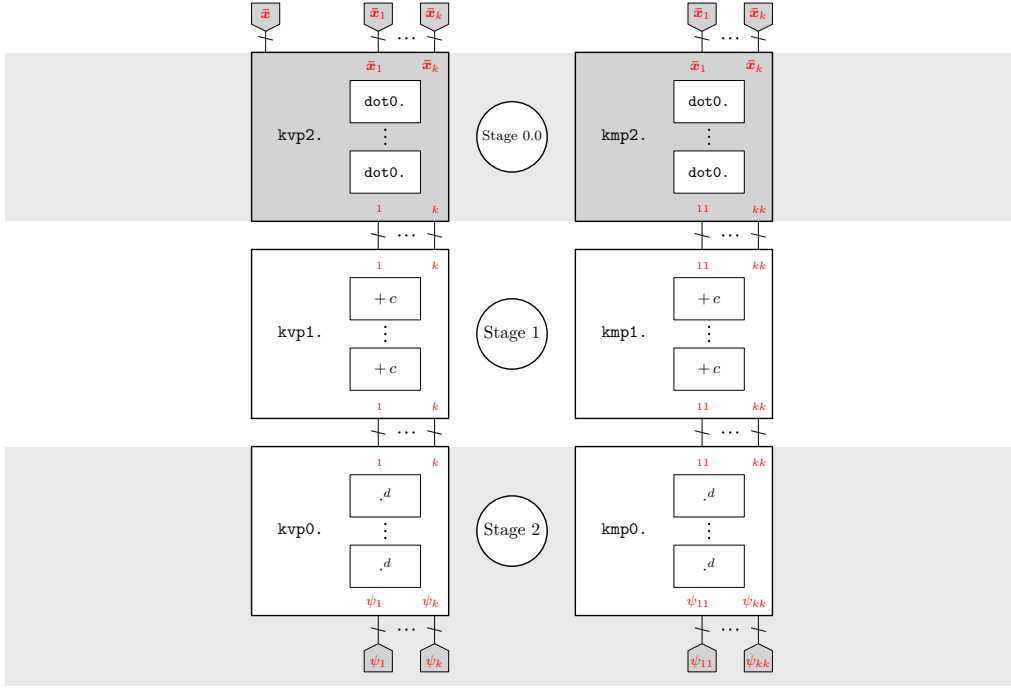 x̄ x̄₁ ... x̄ₖ x̄₁ ... x̄ₖ
x̄₁ x̄ₖ x̄₁ x̄ₖ
dot0. dot0.
kvp2. ⋮ Stage 0.0 kmp2. ⋮
dot0. dot0.
1 k 11 kk
... ...
1 k 11 kk
+ c + c
kvp1. ⋮ Stage 1 kmp1. ⋮
+ c + c
1 k 11 kk
... ...
1 k 11 kk
.ᵈ .ᵈ
kvp0. ⋮ Stage 2 kmp0. ⋮
.ᵈ .ᵈ
ψ₁ ψₖ ψ₁₁ ψₖₖ
... ...
ψ₁ ψₖ ψ₁₁ ψₖₖ